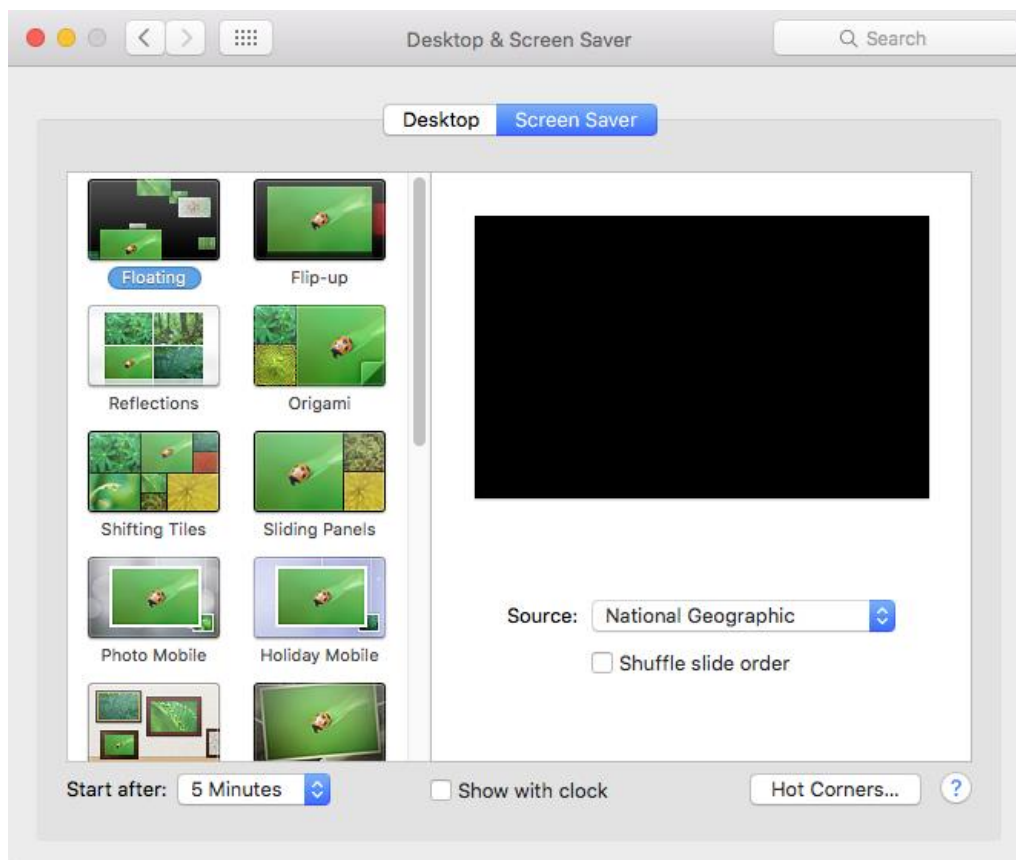 Desktop & Screen Saver
Search
Desktop
Screen Saver
Floating
Flip-up
Reflections
Origami
Shifting Tiles
Sliding Panels
Photo Mobile
Holiday Mobile
Source: National Geographic
Shuffle slide order
Start after: 5 Minutes
Show with clock
Hot Corners...
?